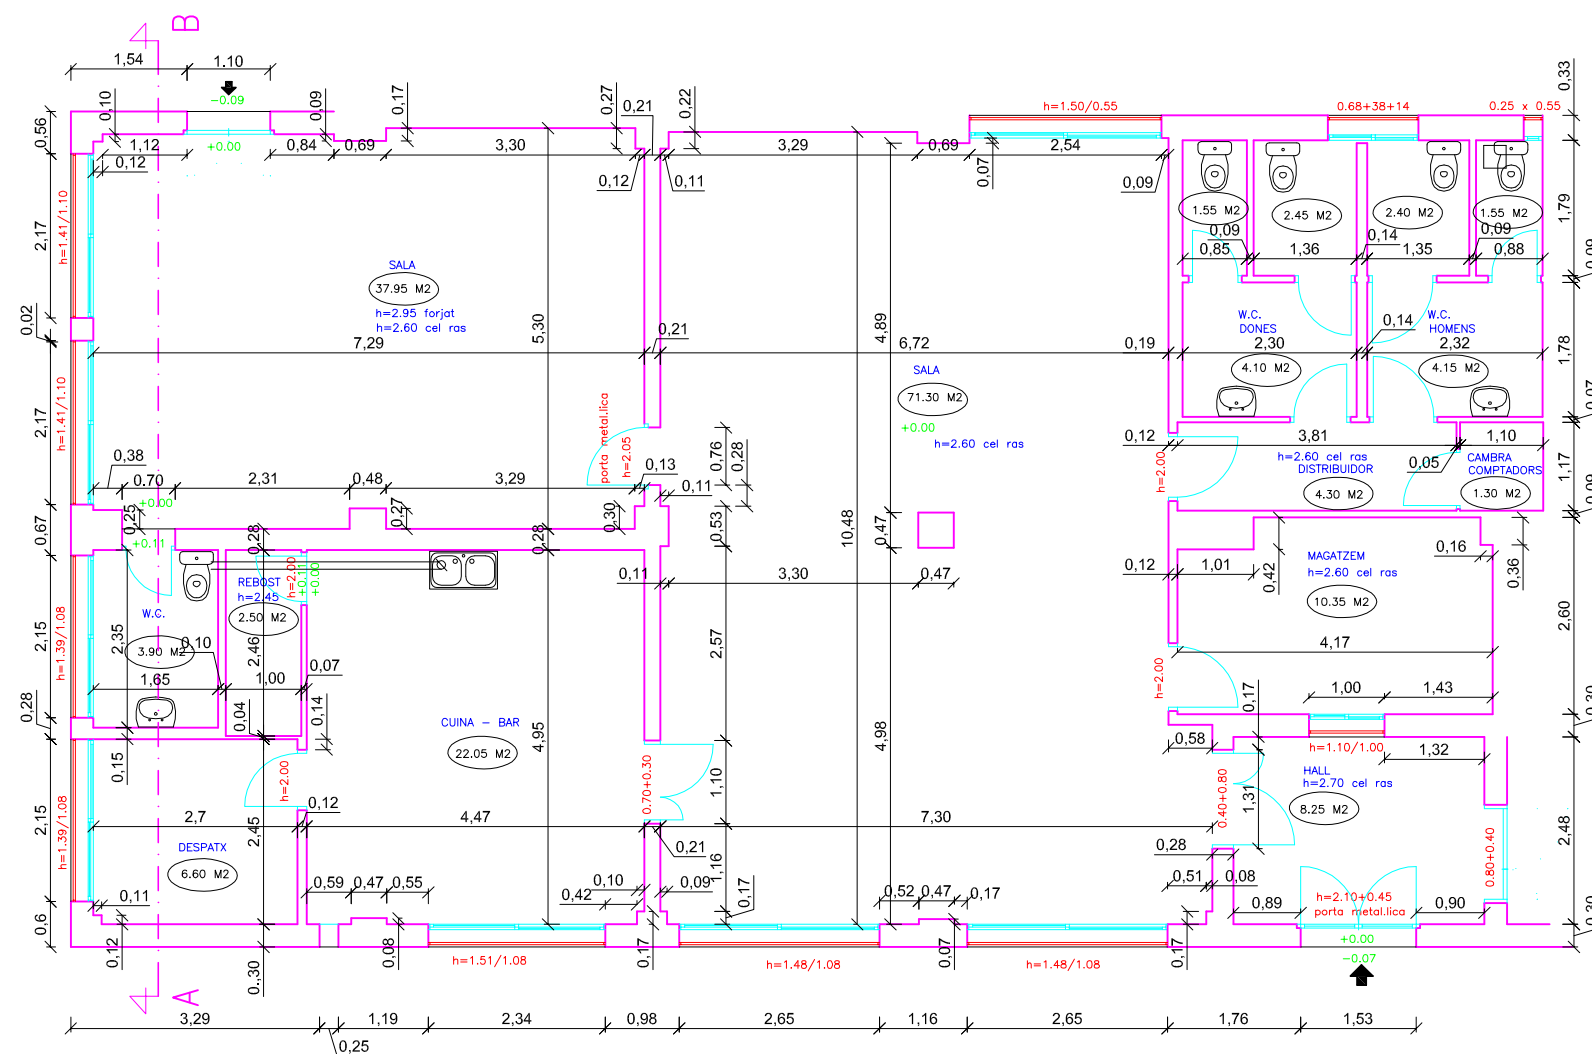 B
1,54
1.10
-0.09
+0.00
0,10
0,09
0,17
0,27
0,21
0,22
h=1.50/0.55
0.68+38+14
0.25 x 0.55
0,33
0,56
1,12
0,12
0,84
0,69
3,30
0,12
0,11
3,29
0,69
2,54
0,07
0,09
h=1.41/1.10
2,17
1.55 M2
2.45 M2
2.40 M2
1.55 M2
1,79
0,09
0,85
1,36
0,14
1,35
0,09
0,88
0,09
SALA
37.95 M2
h=2.95 forjat
h=2.60 cel ras
5,30
4,89
0,02
7,29
0,21
6,72
0,19
W.C.
DONES
2,30
4.10 M2
0,14
W.C.
HOMENS
2,32
4.15 M2
1,78
SALA
71.30 M2
+0.00
h=2.60 cel ras
h=1.41/1.10
2,17
porta metal.lica
h=2.05
0,07
0,38
0.70
+0.00
2,31
0,48
3,29
0,13
0,76
0,28
0,11
0,12
h=2.00
3,81
h=2.60 cel ras
DISTRIBUIDOR
4.30 M2
0,05
1,10
CAMBRA
COMPTADORS
1.30 M2
1,17
0,09
0,67
0,25
+0.11
0,28
0,27
0,30
0,28
0,53
10,48
0,47
REBOST
h=2.45
2.50 M2
h=2.00
+0.11
+0.00
0,11
3,30
0,47
0,12
1,01
0,42
MAGATZEM
h=2.60 cel ras
10.35 M2
0,16
0,36
W.C.
3.90 M2
0,10
2,35
2,46
2,57
2,60
h=1.39/1.08
2,15
1,65
1,00
0,07
h=2.00
4,17
1,00
1,43
0,17
0,28
0,04
0,14
CUINA - BAR
22.05 M2
4,95
4,98
0,58
h=1.10/1.00
1,32
0,30
0,15
h=2.00
0.70+0.30
1,10
0.40+0.80
1,31
HALL
h=2.70 cel ras
8.25 M2
h=1.39/1.08
2,15
2,7
2,45
0,12
4,47
0,21
7,30
2,48
DESPATX
6.60 M2
0,28
1,16
0.80+0.40
0,11
0,59
0,47
0,55
0,42
0,10
0,09
0,17
0,52
0,47
0,17
0,51
0,08
0,89
h=2.10+0.45
porta metal.lica
0,90
0,6
0,12
0.,30
0,08
h=1.51/1.08
0,17
h=1.48/1.08
0,07
h=1.48/1.08
0,17
+0.00
-0.07
0,30
A
3,29
0,25
1,19
2,34
0,98
2,65
1,16
2,65
1,76
1,53